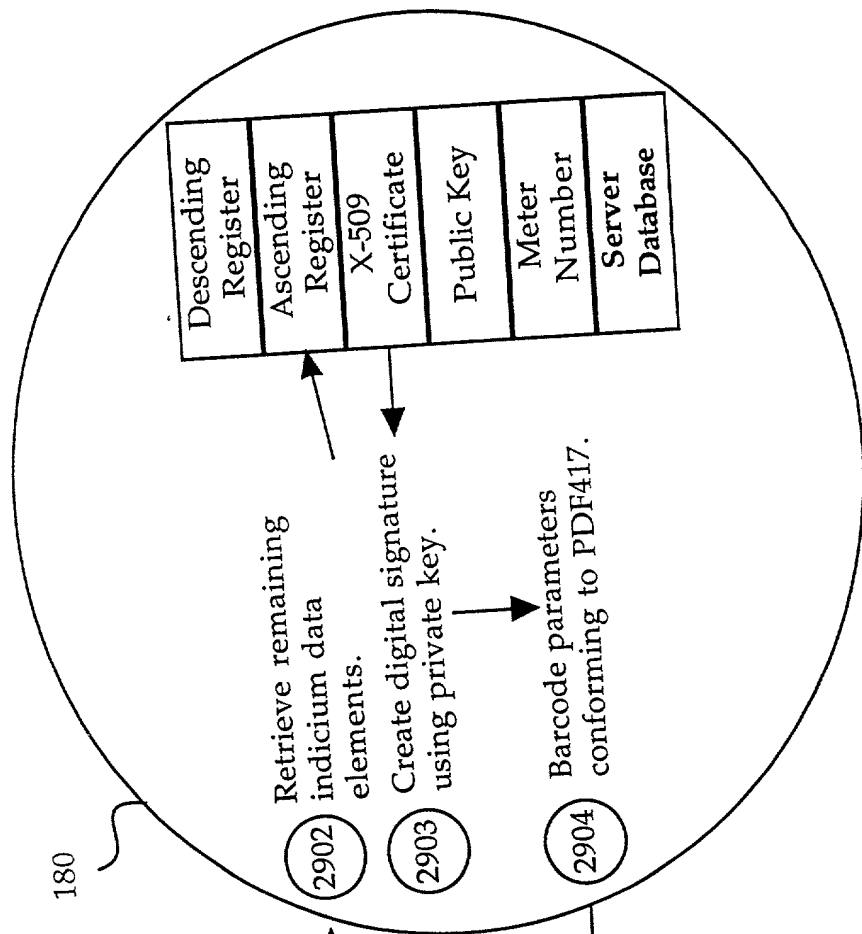 180
2902
Retrieve remaining
indicium data
elements.
2903
Create digital signature
using private key.
2904
Barcode parameters
conforming to PDF417.
Descending
Register
Ascending
Register
X-509
Certificate
Public Key
Meter
Number
Server
Database